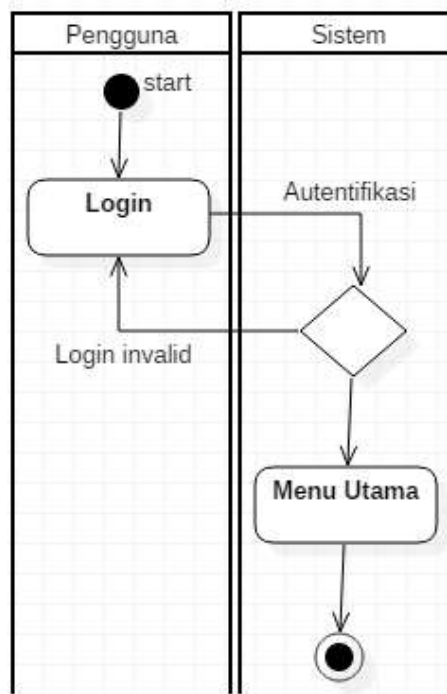 Pengguna
Sistem
start
Login
Autentifikasi
Login invalid
Menu Utama